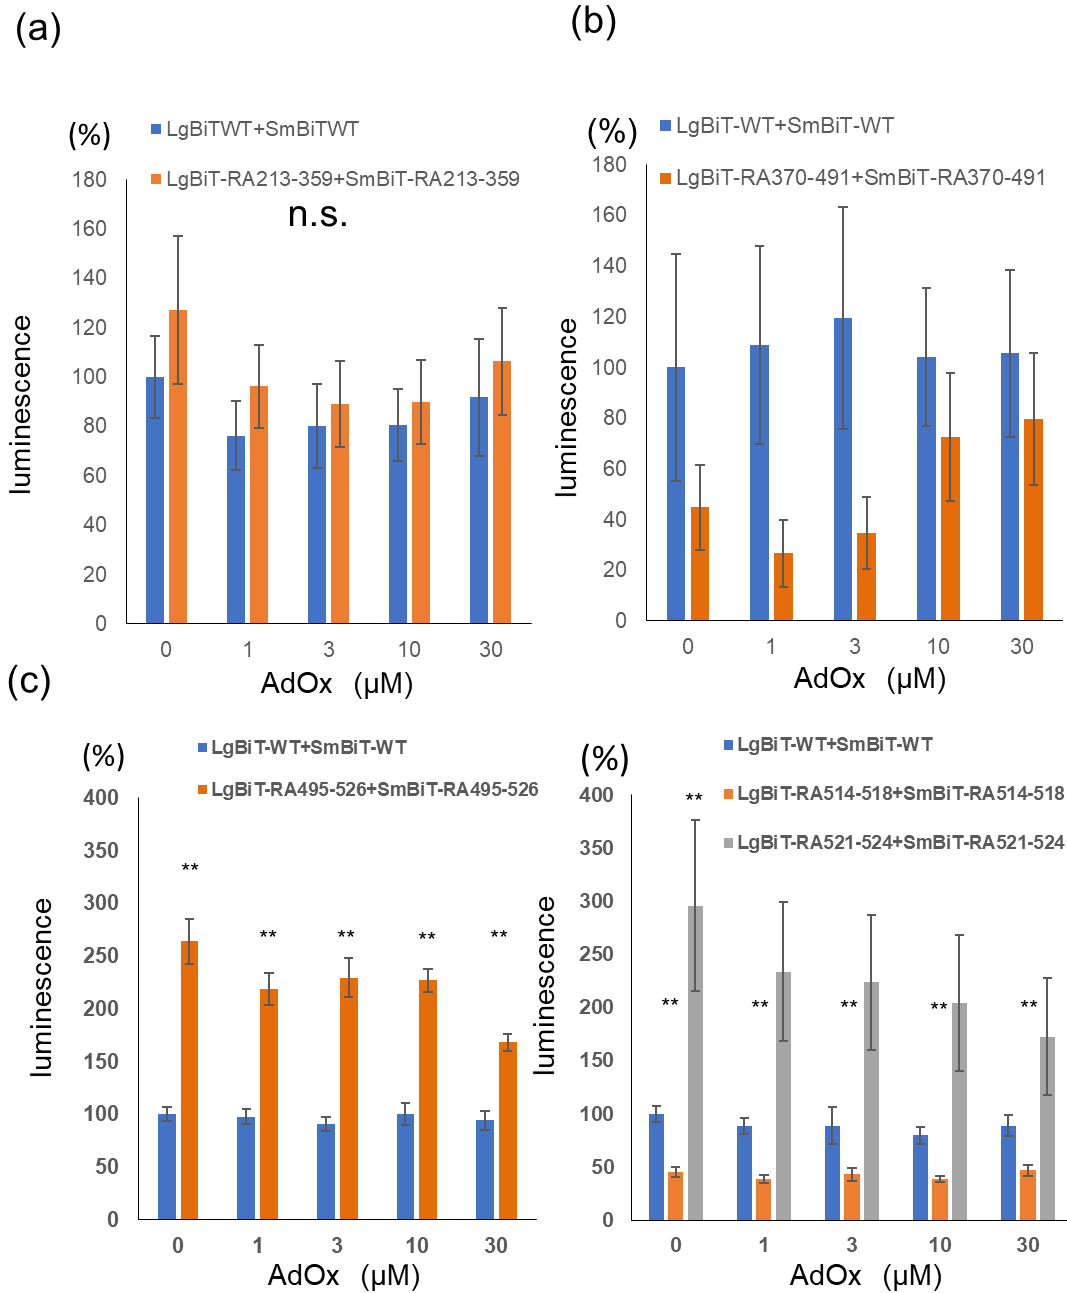 (a)
(%)
LgBiTWT+SmBiTWT
LgBiT-RA213-359+SmBiT-RA213-359
n.s.
180
160
140
120
100
80
60
40
20
0
luminescence
0 1 3 10 30
AdOx (μM)
(b)
(%)
LgBiT-WT+SmBiT-WT
LgBiT-RA370-491+SmBiT-RA370-491
180
160
140
120
100
80
60
40
20
0
luminescence
0 1 3 10 30
AdOx (μM)
(c)
(%)
LgBiT-WT+SmBiT-WT
LgBiT-RA495-526+SmBiT-RA495-526
400
350
300
250
200
150
100
50
0
luminescence
** ** ** ** **
0 1 3 10 30
AdOx (μM)
(%)
LgBiT-WT+SmBiT-WT
LgBiT-RA514-518+SmBiT-RA514-518
LgBiT-RA521-524+SmBiT-RA521-524
400
350
300
250
200
150
100
50
0
luminescence
**
** ** ** ** **
0 1 3 10 30
AdOx (μM)